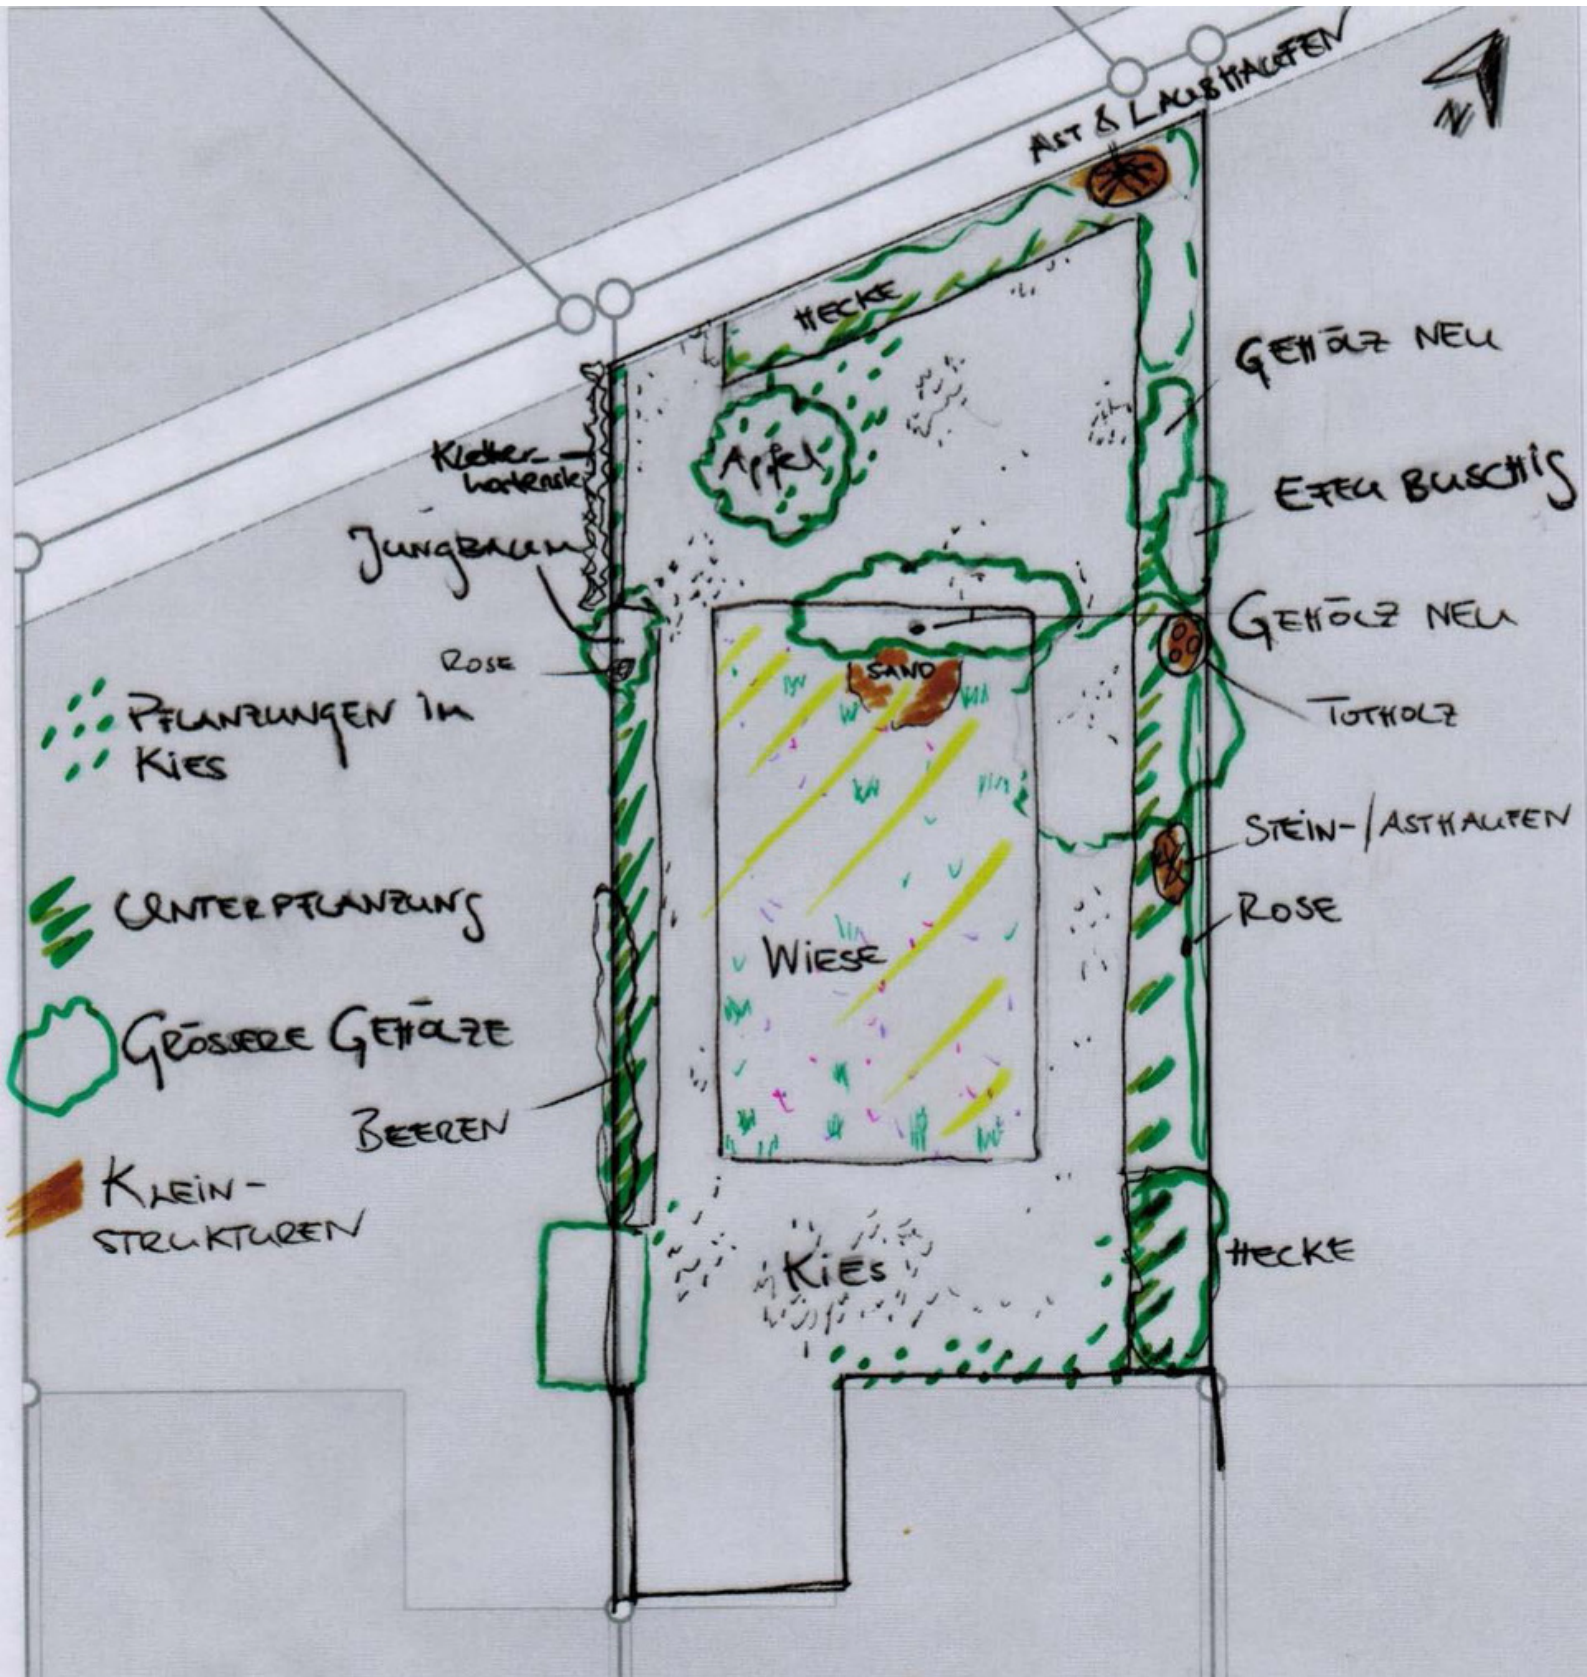 N
AST & LAUBHAUFEN
HECKE
GEHÖLZ NEU
Apfel
Kletter-
hortensie
EFEU BUSCHIG
JUNGBAUM
GEHÖLZ NEU
ROSE
SAND
TOTHOLZ
PFLANZUNGEN IM
KIES
STEIN-/ASTHAUFEN
UNTERPFLANZUNG
ROSE
WIESE
GRÖSSERE GEHÖLZE
BEEREN
KLEIN-
STRUKTUREN
KIES
HECKE